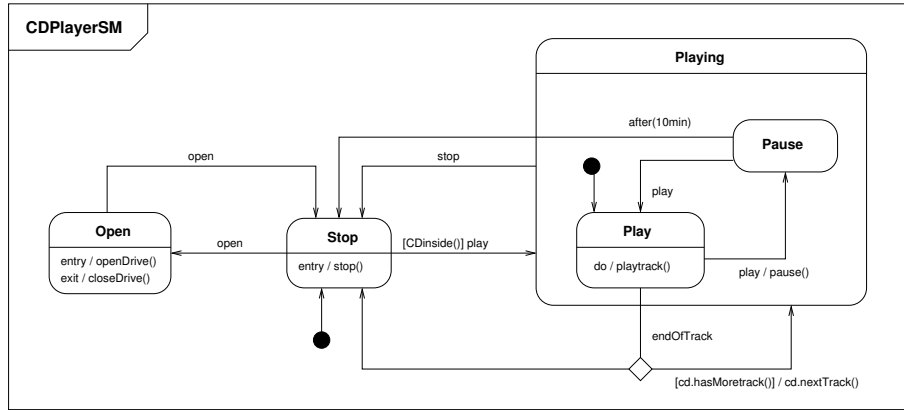 CDPlayerSM
Playing
after(10min)
Pause
open
stop
play
Open
entry / openDrive()
exit / closeDrive()
open
Stop
entry / stop()
[CDinside()] play
Play
do / playtrack()
play / pause()
endOfTrack
[cd.hasMoretrack()] / cd.nextTrack()